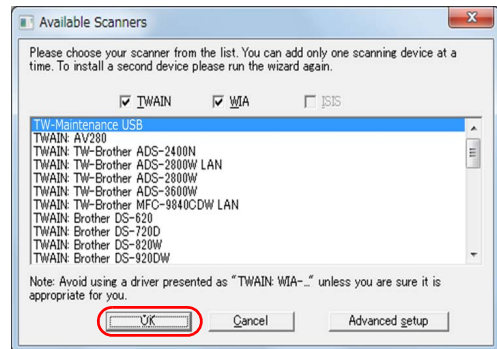 Available Scanners
Please choose your scanner from the list. You can add only one scanning device at a
time. To install a second device please run the wizard again.
TWAIN WIA ISIS
TW-Maintenance USB
TWAIN: AV280
TWAIN: TW-Brother ADS-2400N
TWAIN: TW-Brother ADS-2800W LAN
TWAIN: TW-Brother ADS-2800W
TWAIN: TW-Brother ADS-3600W
TWAIN: TW-Brother MFC-9840CDW LAN
TWAIN: Brother DS-620
TWAIN: Brother DS-720D
TWAIN: Brother DS-820W
TWAIN: Brother DS-920DW
Note: Avoid using a driver presented as "TWAIN: WIA-..." unless you are sure it is
appropriate for you.
OK Cancel Advanced setup